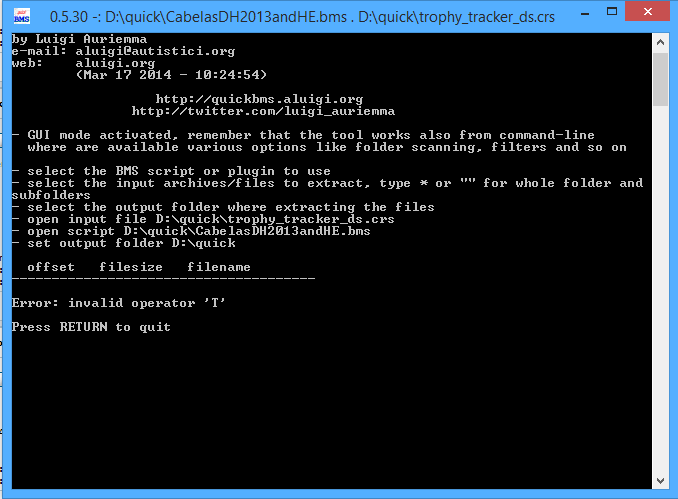 BMS
0.5.30 -: D:\quick\CabelasDH2013andHE.bms . D:\quick\trophy_tracker_ds.crs
by Luigi Auriemma
e-mail: aluigi@autistici.org
web: aluigi.org
(Mar 17 2014 - 10:24:54)
http://quickbms.aluigi.org
http://twitter.com/luigi_auriemma
- GUI mode activated, remember that the tool works also from command-line
where are available various options like folder scanning, filters and so on
- select the BMS script or plugin to use
- select the input archives/files to extract, type * or "" for whole folder and
subfolders
- select the output folder where extracting the files
- open input file D:\quick\trophy_tracker_ds.crs
- open script D:\quick\CabelasDH2013andHE.bms
- set output folder D:\quick
offset filesize filename
--------------------------------------
Error: invalid operator 'T'
Press RETURN to quit